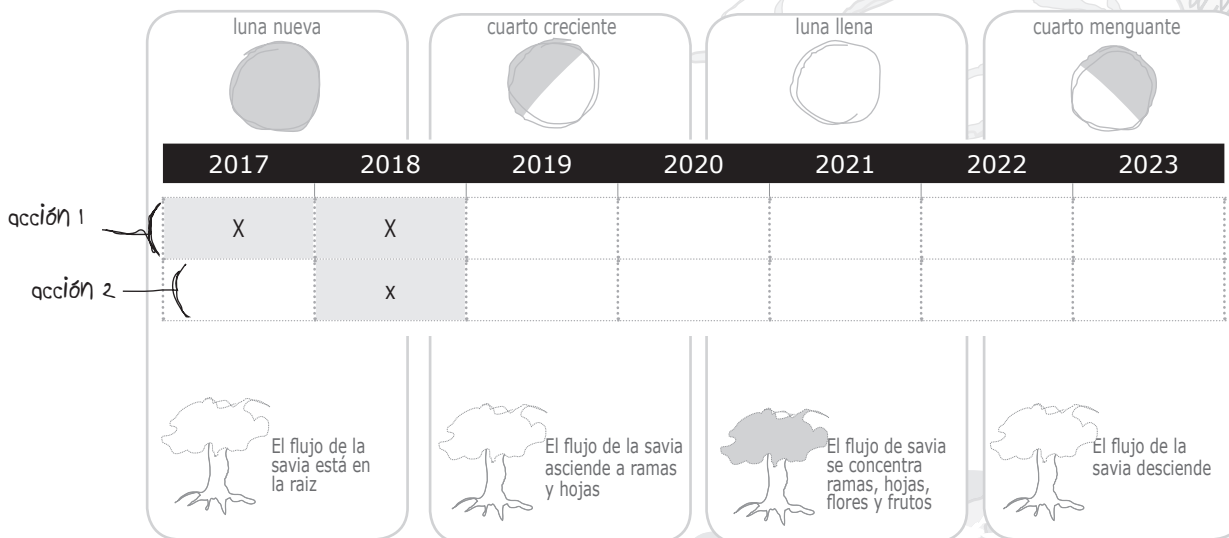 luna nueva
cuarto creciente
luna llena
cuarto menguante
2017 2018 2019 2020 2021 2022 2023
acción 1 X X
acción 2 x
El flujo de la
savia está en
la raiz
El flujo de la savia
asciende a ramas
y hojas
El flujo de savia
se concentra
ramas, hojas,
flores y frutos
El flujo de la
savia desciende